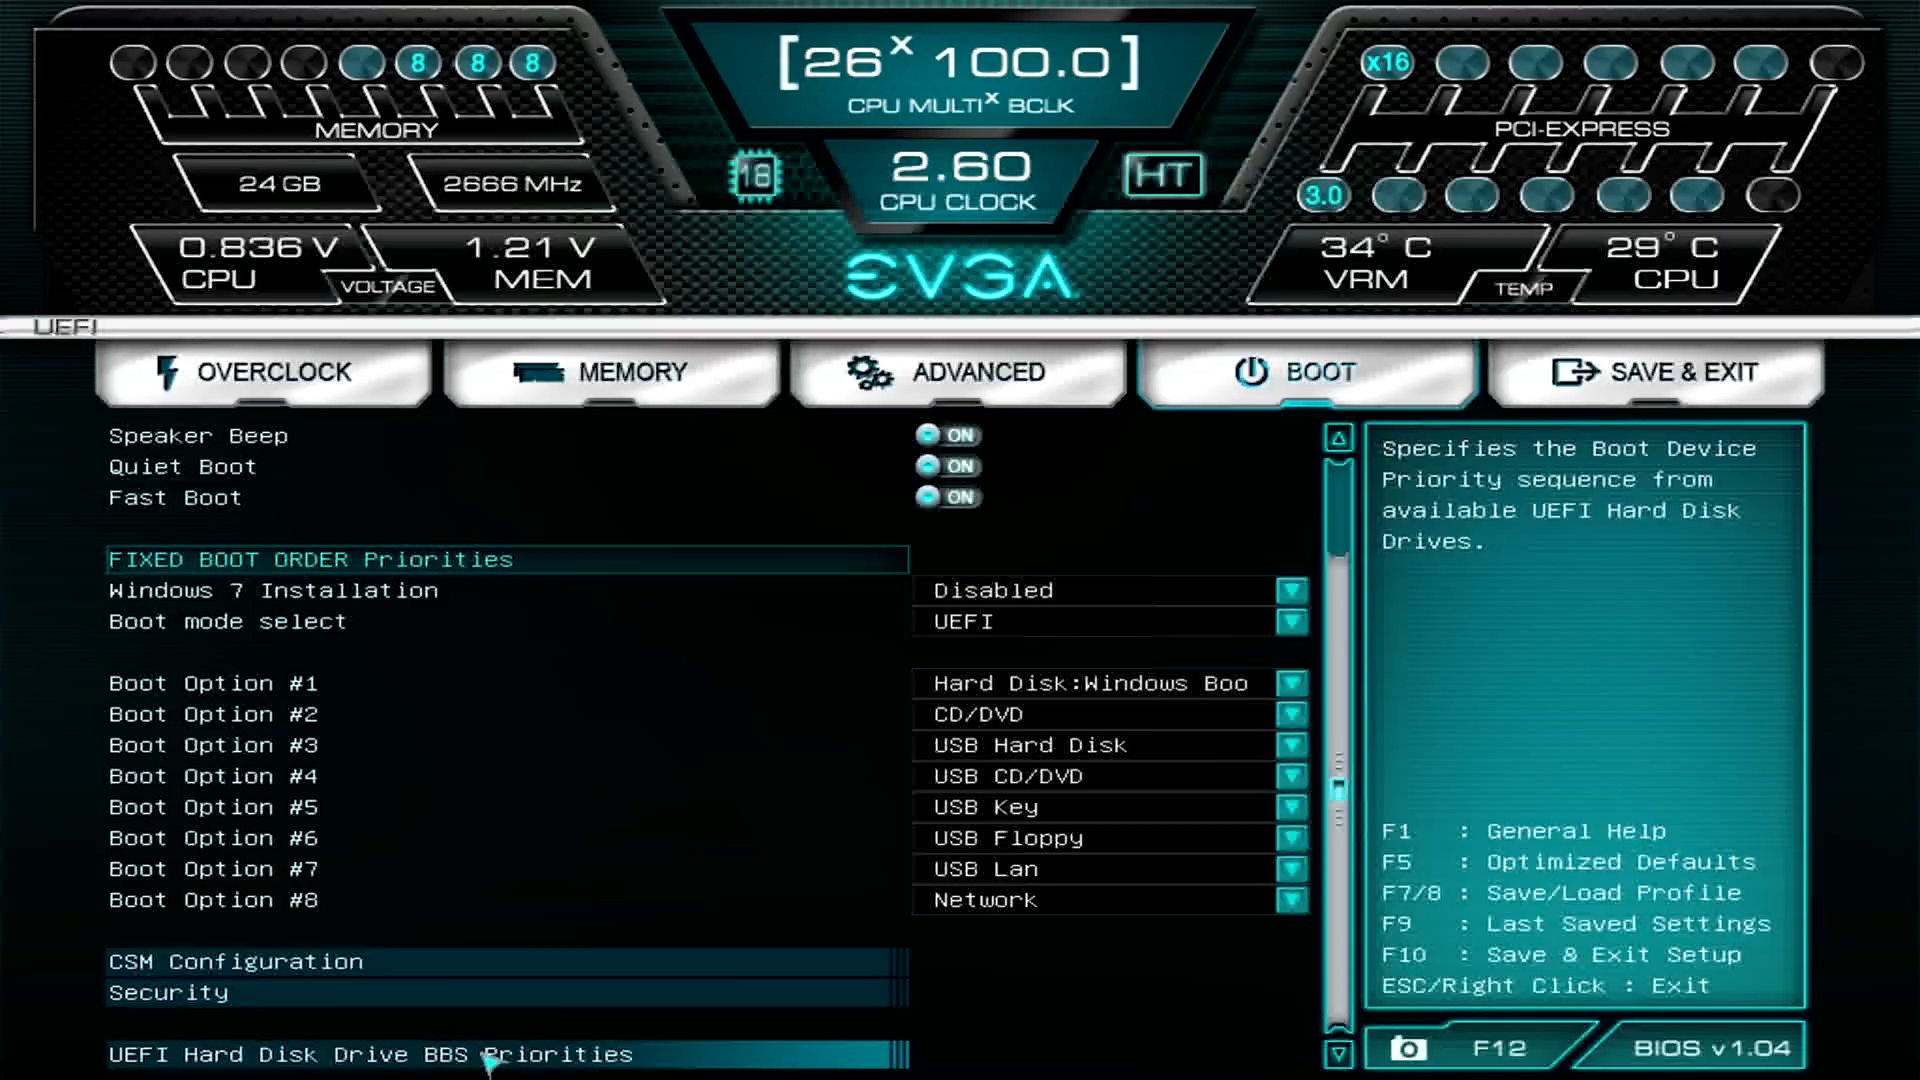 8 8 8
MEMORY
24 GB
2666 MHz
0.836 V
CPU
VOLTAGE
1.21 V
MEM
[26x 100.0]
CPU MULTIx BCLK
18
2.60
CPU CLOCK
HT
EVGA
x16
PCI-EXPRESS
3.0
34° C
VRM
TEMP
29° C
CPU
UEFI
OVERCLOCK
MEMORY
ADVANCED
BOOT
SAVE & EXIT
Speaker Beep ON
Quiet Boot ON
Fast Boot ON
FIXED BOOT ORDER Priorities
Windows 7 Installation Disabled
Boot mode select UEFI
Boot Option #1 Hard Disk:Windows Boo
Boot Option #2 CD/DVD
Boot Option #3 USB Hard Disk
Boot Option #4 USB CD/DVD
Boot Option #5 USB Key
Boot Option #6 USB Floppy
Boot Option #7 USB Lan
Boot Option #8 Network
CSM Configuration
Security
UEFI Hard Disk Drive BBS Priorities
Specifies the Boot Device
Priority sequence from
available UEFI Hard Disk
Drives.
F1 : General Help
F5 : Optimized Defaults
F7/8 : Save/Load Profile
F9 : Last Saved Settings
F10 : Save & Exit Setup
ESC/Right Click : Exit
F12
BIOS v1.04